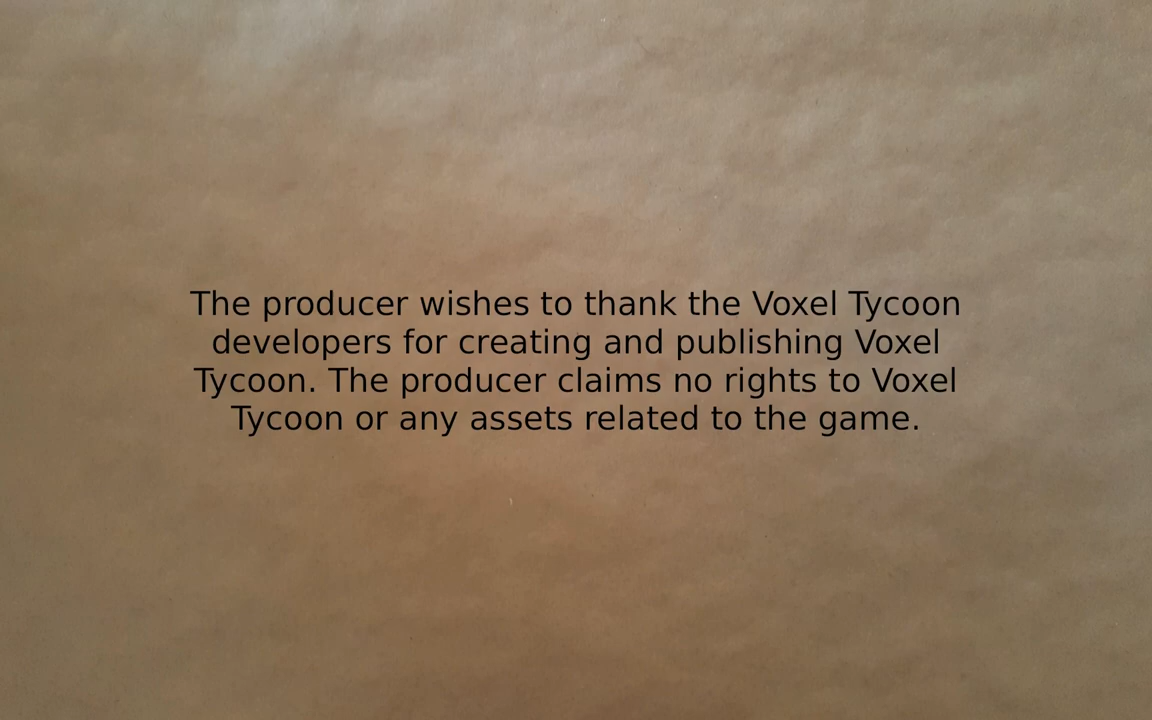 The producer wishes to thank the Voxel Tycoon
developers for creating and publishing Voxel
Tycoon. The producer claims no rights to Voxel
Tycoon or any assets related to the game.